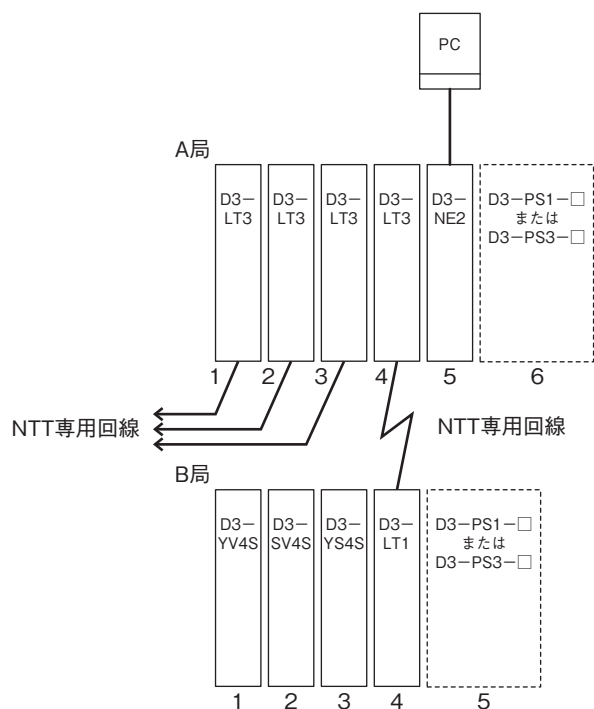 PC
A局
D3−
LT3
D3−
LT3
D3−
LT3
D3−
LT3
D3−
NE2
D3−PS1−□
または
D3−PS3−□
1
2
3
4
5
6
NTT専用回線
NTT専用回線
B局
D3−
YV4S
D3−
SV4S
D3−
YS4S
D3−
LT1
D3−PS1−□
または
D3−PS3−□
1
2
3
4
5